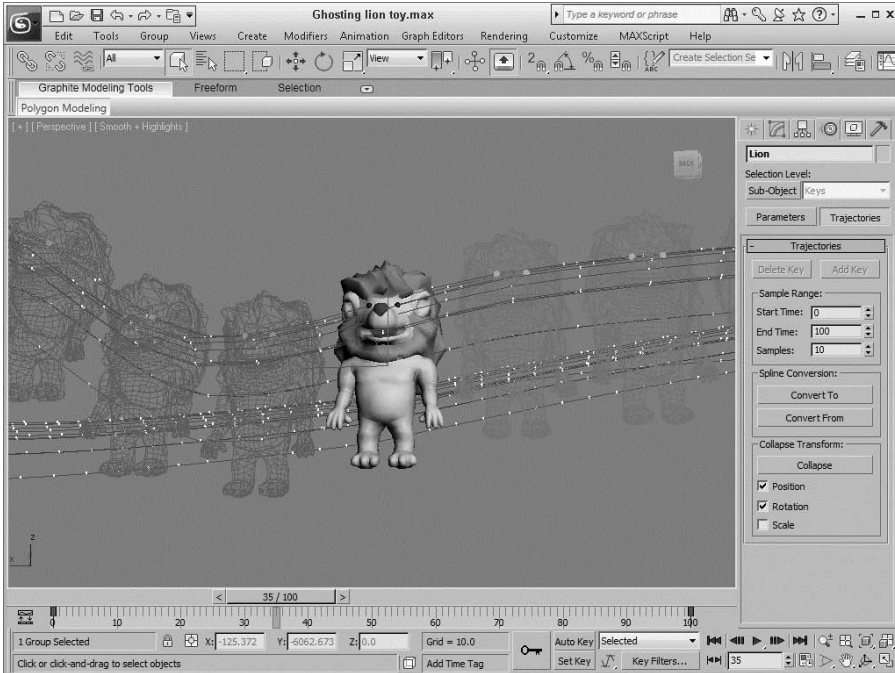 Ghosting lion toy.max
Type a keyword or phrase
Edit Tools Group Views Create Modifiers Animation Graph Editors Rendering Customize MAXScript Help
All
View
2
ABC
Create Selection Se
Graphite Modeling Tools Freeform Selection
Polygon Modeling
[ + ] [ Perspective ] [ Smooth + Highlights ]
BACK
Lion
Selection Level:
Sub-Object Keys
Parameters Trajectories
- Trajectories
Delete Key Add Key
Sample Range:
Start Time: 0
End Time: 100
Samples: 10
Spline Conversion:
Convert To
Convert From
Collapse Transform:
Collapse
Position
Rotation
Scale
z
x
< 35 / 100 >
0 10 20 30 40 50 60 70 80 90 100
1 Group Selected X: -125.372 Y: -6062.673 Z: 0.0 Grid = 10.0 Auto Key Selected
Click or click-and-drag to select objects Add Time Tag Set Key Key Filters... 35